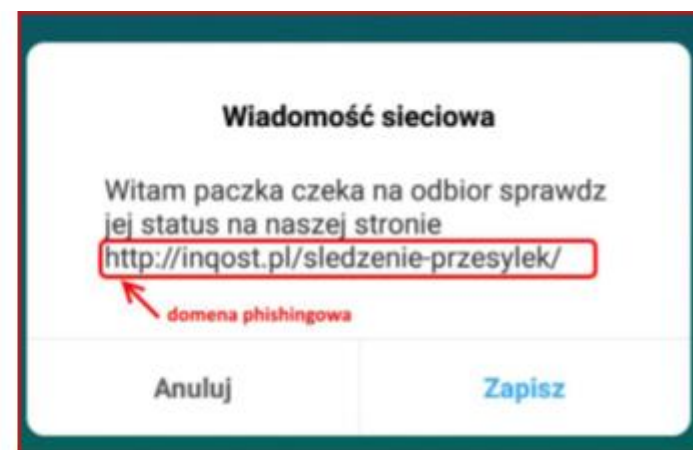 Wiadomość sieciowa
Witam paczka czeka na odbior sprawdz
jej status na naszej stronie
http://inqost.pl/sledzenie-przesylek/
domena phishingowa
Anuluj
Zapisz